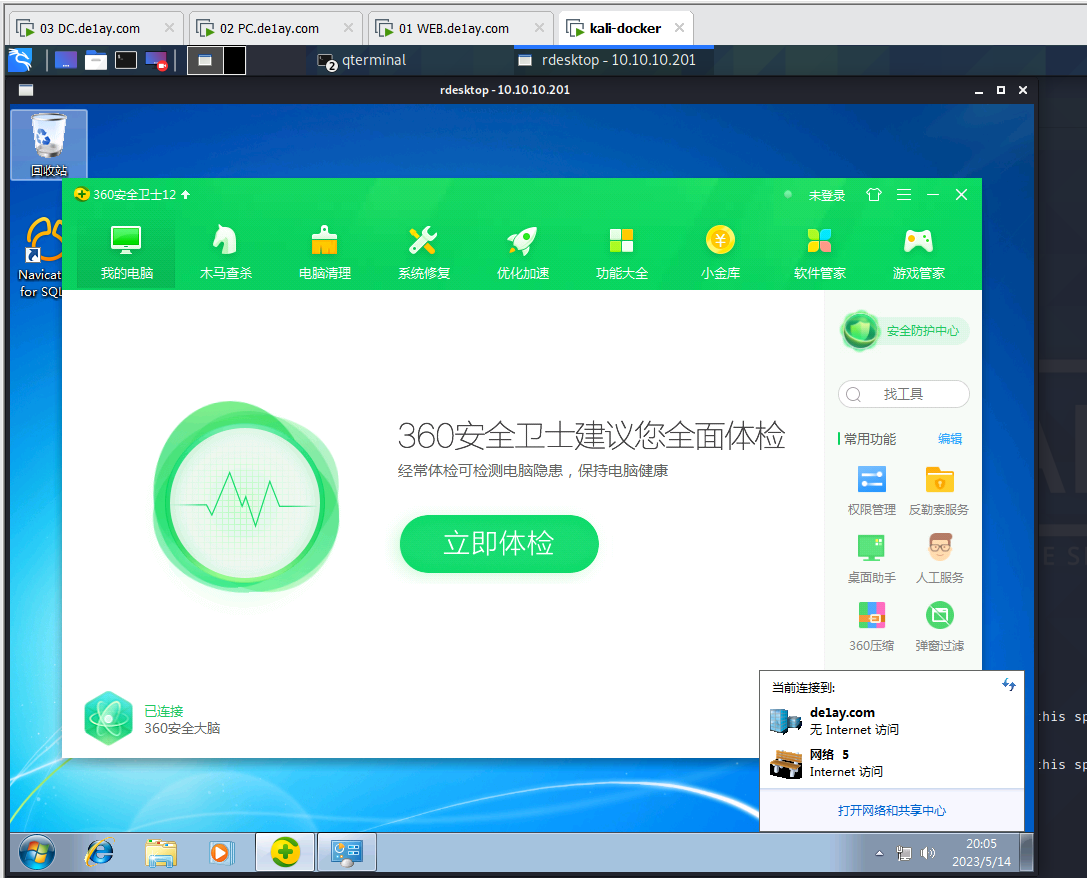 03 DC.de1ay.com
02 PC.de1ay.com
01 WEB.de1ay.com
kali-docker
2
qterminal
rdesktop - 10.10.10.201
rdesktop - 10.10.10.201
回收站
Navicat
for SQL
360安全卫士12
未登录
我的电脑
木马查杀
电脑清理
系统修复
优化加速
功能大全
小金库
软件管家
游戏管家
安全防护中心
找工具
360安全卫士建议您全面体检
经常体检可检测电脑隐患，保持电脑健康
立即体检
常用功能
编辑
权限管理
反勒索服务
桌面助手
人工服务
360压缩
弹窗过滤
已连接
360安全大脑
当前连接到:
de1ay.com
无 Internet 访问
网络 5
Internet 访问
打开网络和共享中心
this sp
this sp
20:05
2023/5/14